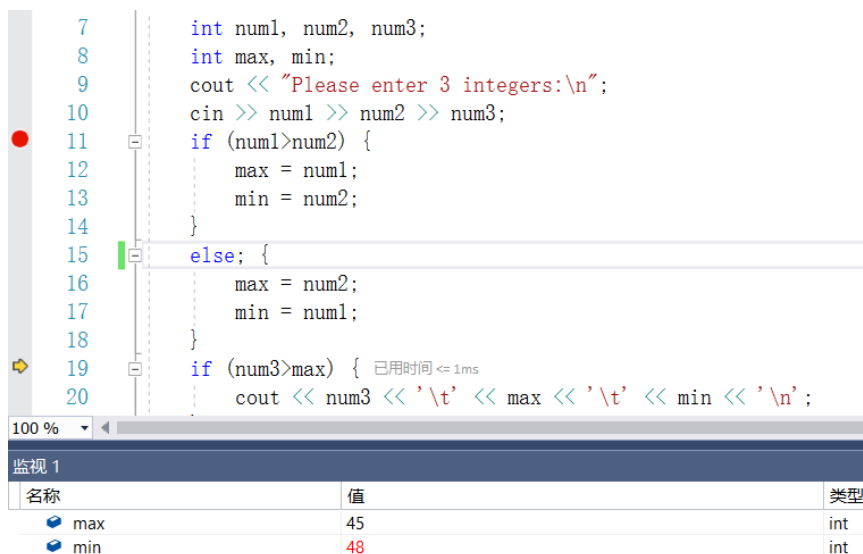 7 int num1, num2, num3;
8 int max, min;
9 cout << "Please enter 3 integers:\n";
10 cin >> num1 >> num2 >> num3;
11 if (num1>num2) {
12 max = num1;
13 min = num2;
14 }
15 else; {
16 max = num2;
17 min = num1;
18 }
19 if (num3>max) { 已用时间 <= 1ms
20 cout << num3 << '\t' << max << '\t' << min << '\n';
100 %
监视 1
名称 值 类型
max 45 int
min 48 int